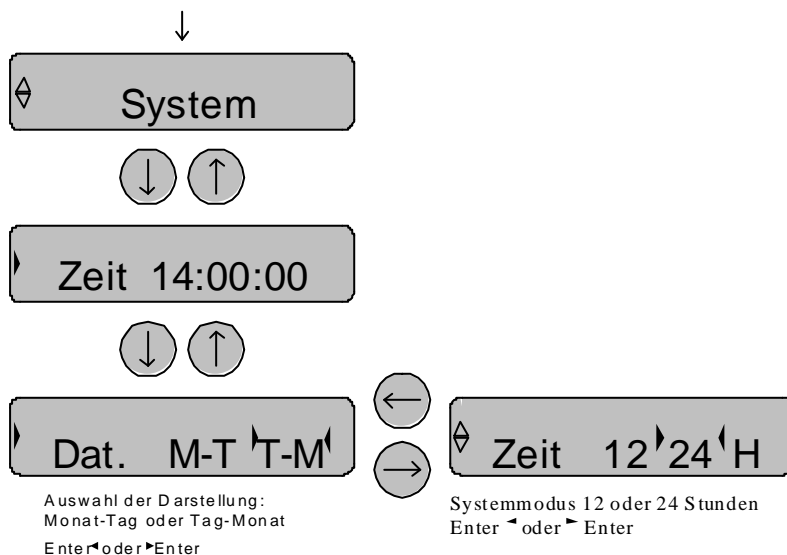 System
Zeit 14:00:00
Dat. M-T T-M
Zeit 12 24 H
Auswahl der Darstellung:
Monat-Tag oder Tag-Monat
Enter oder Enter
Systemmodus 12 oder 24 Stunden
Enter oder Enter